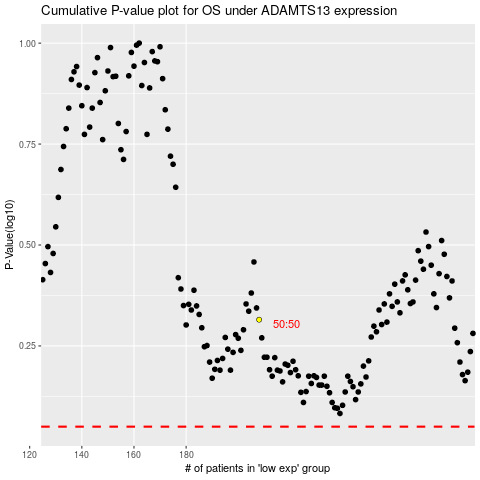 Cumulative P-value plot for OS under ADAMTS13 expression
1.00
0.75
0.50
0.25
P-Value(log10)
50:50
120 140 160 180
# of patients in 'low exp' group